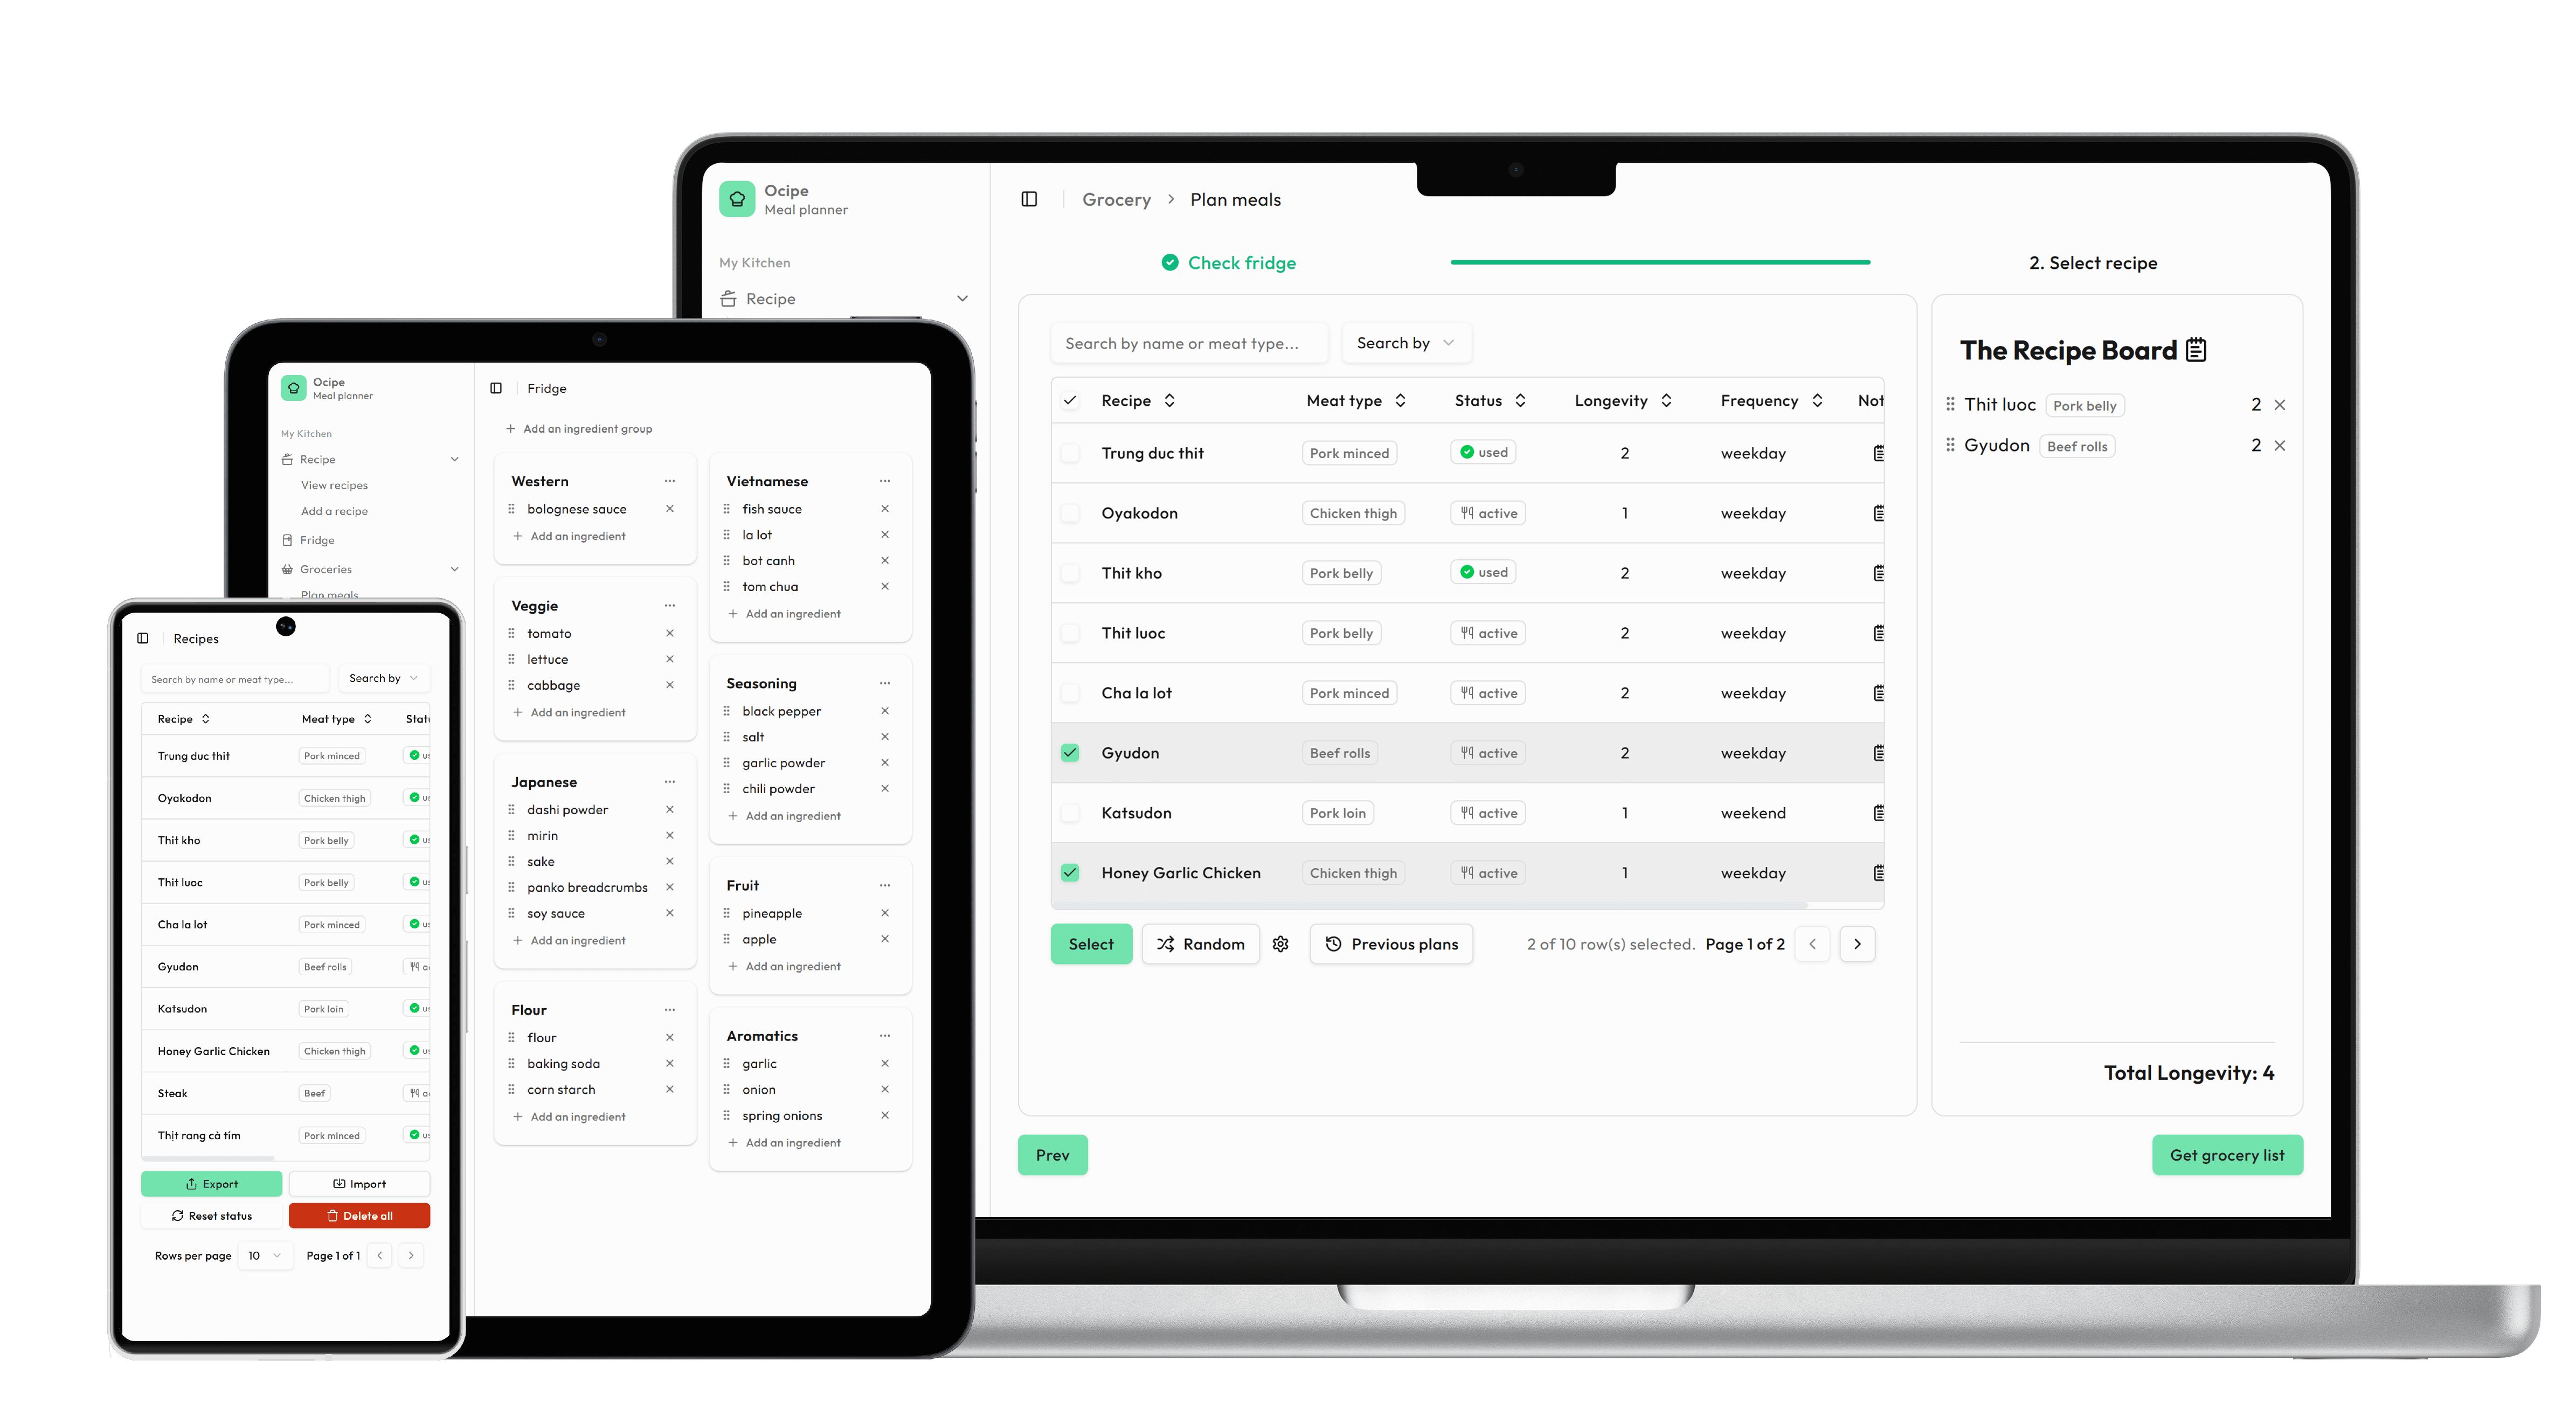 Ocipe
Meal planner
My Kitchen
Recipe
Grocery > Plan meals
Check fridge
2. Select recipe
Search by name or meat type...
Search by
Recipe Meat type Status Longevity Frequency Not
Trung duc thit Pork minced used 2 weekday
Oyakodon Chicken thigh active 1 weekday
Thit kho Pork belly used 2 weekday
Thit luoc Pork belly active 2 weekday
Cha la lot Pork minced active 2 weekday
Gyudon Beef rolls active 2 weekday
Katsudon Pork loin active 1 weekend
Honey Garlic Chicken Chicken thigh active 1 weekday
Select Random Previous plans 2 of 10 row(s) selected. Page 1 of 2
The Recipe Board
Thit luoc Pork belly 2
Gyudon Beef rolls 2
Total Longevity: 4
Prev
Get grocery list
Ocipe
Meal planner
My Kitchen
Recipe
View recipes
Add a recipe
Fridge
Groceries
Plan meals
Fridge
+ Add an ingredient group
Western
bolognese sauce
+ Add an ingredient
Veggie
tomato
lettuce
cabbage
+ Add an ingredient
Japanese
dashi powder
mirin
sake
panko breadcrumbs
soy sauce
+ Add an ingredient
Flour
flour
baking soda
corn starch
+ Add an ingredient
Vietnamese
fish sauce
la lot
bot canh
tom chua
+ Add an ingredient
Seasoning
black pepper
salt
garlic powder
chili powder
+ Add an ingredient
Fruit
pineapple
apple
+ Add an ingredient
Aromatics
garlic
onion
spring onions
+ Add an ingredient
Recipes
Search by name or meat type...
Search by
Recipe Meat type Statu
Trung duc thit Pork minced us
Oyakodon Chicken thigh us
Thit kho Pork belly us
Thit luoc Pork belly us
Cha la lot Pork minced us
Gyudon Beef rolls ac
Katsudon Pork loin us
Honey Garlic Chicken Chicken thigh us
Steak Beef ac
Thịt rang cà tím Pork minced us
Export Import
Reset status Delete all
Rows per page 10 Page 1 of 1